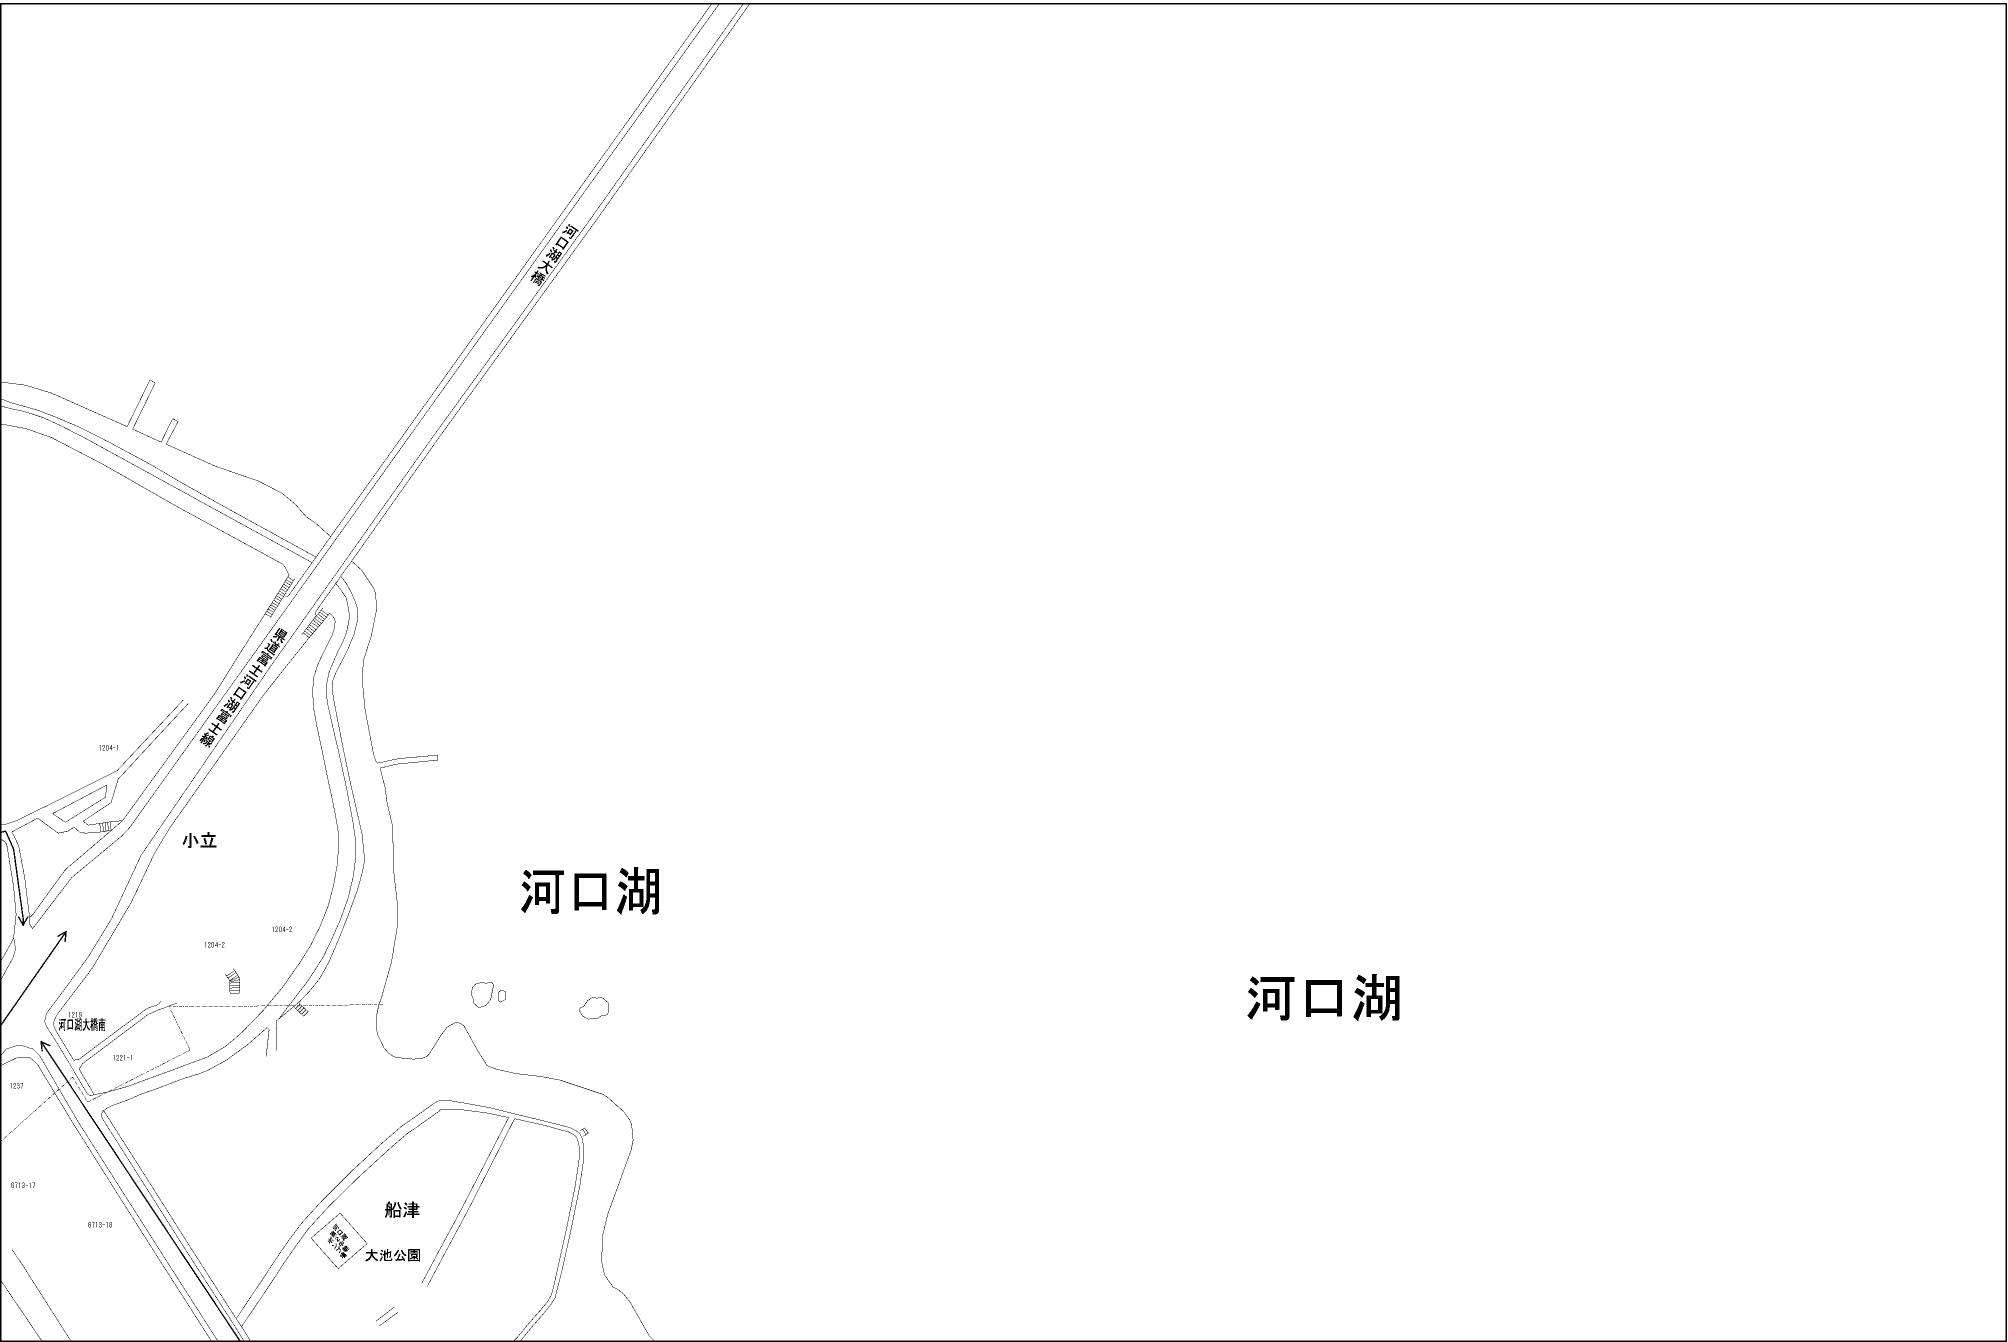 河口湖大橋
県道富士河口湖富士線
1204-1
小立
河口湖
1204-2
1204-2
河口湖
1219
河口湖大橋南
1221-1
1237
6713-17
船津
6713-18
大池公園